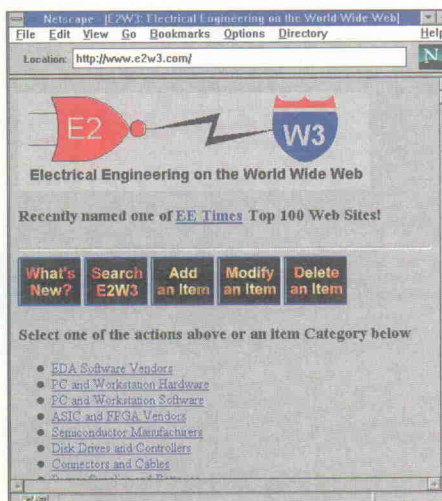 Netscape - [E2W3: Electrical Engineering on the World Wide Web]
File Edit View Go Bookmarks Options Directory Help
Location: http://www.e2w3.com/
N
E2
W3
Electrical Engineering on the World Wide Web
Recently named one of EE Times Top 100 Web Sites!
What's New?
Search E2W3
Add an Item
Modify an Item
Delete an Item
Select one of the actions above or an item Category below
EDA Software Vendors
PC and Workstation Hardware
PC and Workstation Software
ASIC and FPGA Vendors
Semiconductor Manufacturers
Disk Drives and Controllers
Connectors and Cables